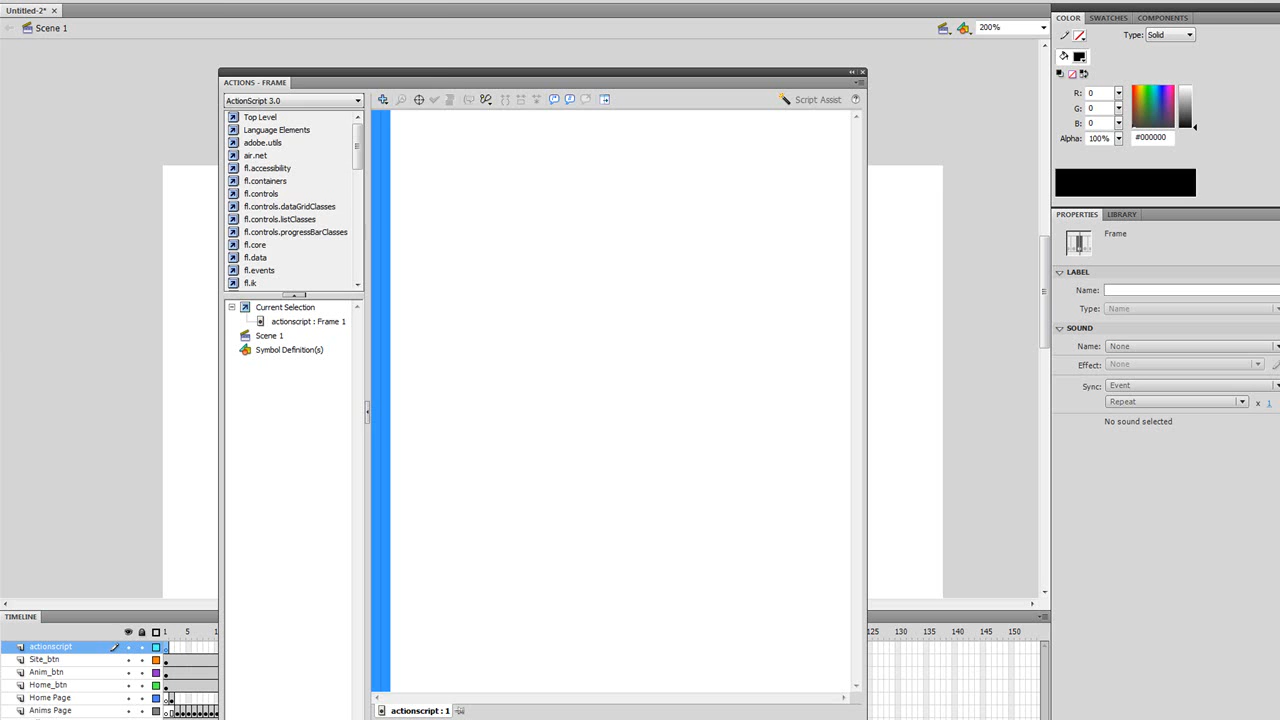 Untitled-2* ×
Scene 1
200%
ACTIONS - FRAME
ActionScript 3.0
Script Assist
Top Level
Language Elements
adobe.utils
air.net
fl.accessibility
fl.containers
fl.controls
fl.controls.dataGridClasses
fl.controls.listClasses
fl.controls.progressBarClasses
fl.core
fl.data
fl.events
fl.ik
Current Selection
actionscript : Frame 1
Scene 1
Symbol Definition(s)
actionscript : 1
COLOR SWATCHES COMPONENTS
Type: Solid
R: 0
G: 0
B: 0
Alpha: 100% #000000
PROPERTIES LIBRARY
Frame
LABEL
Name:
Type: Name
SOUND
Name: None
Effect: None
Sync: Event
Repeat x 1
No sound selected
TIMELINE
1 5 125 130 135 140 145 150
actionscript
Site_btn
Anim_btn
Home_btn
Home Page
Anims Page